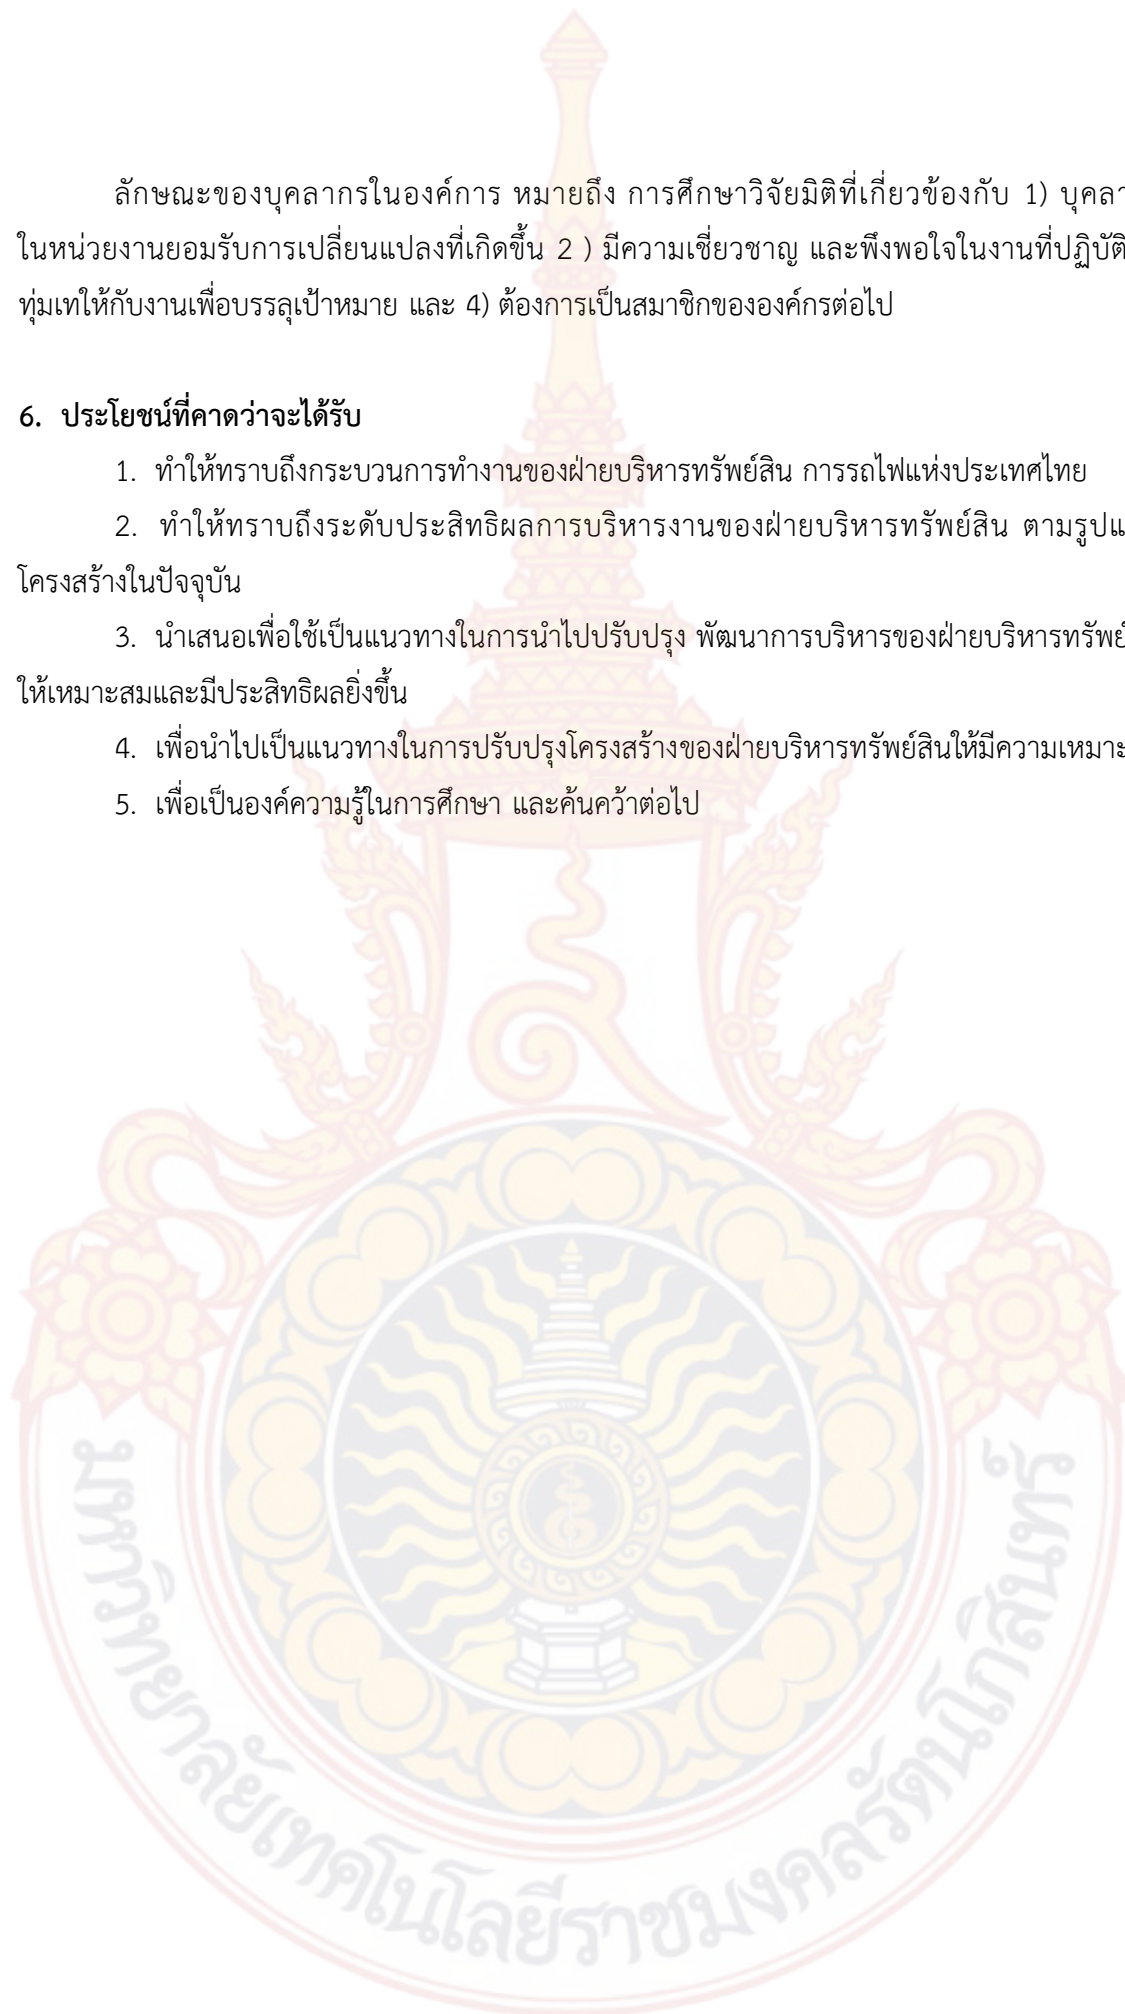 ลักษณะของบุคลากรในองค์การ หมายถึง การศึกษาวิจัยมิติที่เกี่ยวข้องกับ 1) บุคลา
ในหน่วยงานยอมรับการเปลี่ยนแปลงที่เกิดขึ้น 2 ) มีความเชี่ยวชาญ และพึงพอใจในงานที่ปฏิบัติ
ทุ่มเทให้กับงานเพื่อบรรลุเป้าหมาย และ 4) ต้องการเป็นสมาชิกขององค์กรต่อไป
6. ประโยชน์ที่คาดว่าจะได้รับ
1. ทำให้ทราบถึงกระบวนการทำงานของฝ่ายบริหารทรัพย์สิน การรถไฟแห่งประเทศไทย
2. ทำให้ทราบถึงระดับประสิทธิผลการบริหารงานของฝ่ายบริหารทรัพย์สิน ตามรูปแ
โครงสร้างในปัจจุบัน
3. นำเสนอเพื่อใช้เป็นแนวทางในการนำไปปรับปรุง พัฒนาการบริหารของฝ่ายบริหารทรัพย์
ให้เหมาะสมและมีประสิทธิผลยิ่งขึ้น
4. เพื่อนำไปเป็นแนวทางในการปรับปรุงโครงสร้างของฝ่ายบริหารทรัพย์สินให้มีความเหมาะ
5. เพื่อเป็นองค์ความรู้ในการศึกษา และค้นคว้าต่อไป
มหาวิทยาลัยเทคโนโลยีราชมงคลรัตนโกสินทร์